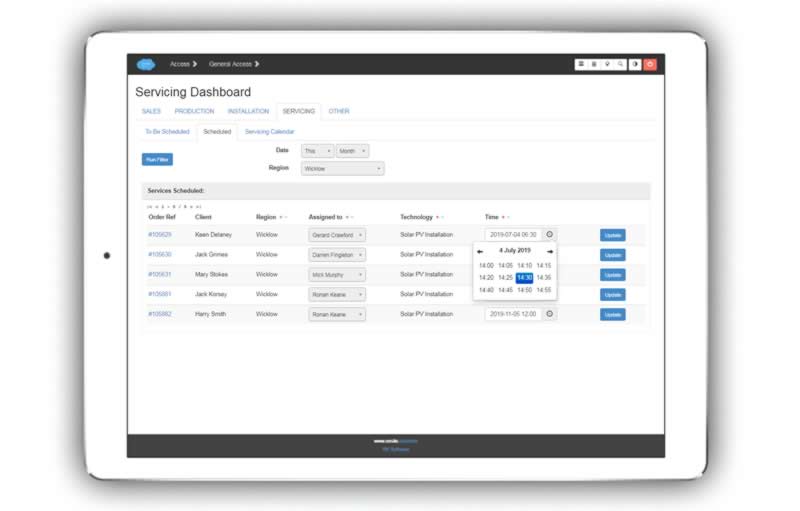 Access General Access
Servicing Dashboard
SALES PRODUCTION INSTALLATION SERVICING OTHER
To Be Scheduled Scheduled Servicing Calendar
Date This Month
Run Filter
Region Wicklow
Services Scheduled:
Order Ref Client Region Assigned to Technology Time
#105629 Keen Delaney Wicklow Gerard Crawford Solar PV Installation 2019-07-04 06:30 Update
#105630 Jack Grimes Wicklow Darren Fingleton Solar PV Installation Update
#105631 Mary Stokes Wicklow Mick Murphy Solar PV Installation Update
#105881 Jack Korsey Wicklow Ronan Keane Solar PV Installation Update
#105882 Harry Smith Wicklow Ronan Keane Solar PV Installation 2019-11-05 12:00 Update
4 July 2019
14:00 14:05 14:10 14:15
14:20 14:25 14:30 14:35
14:40 14:45 14:50 14:55